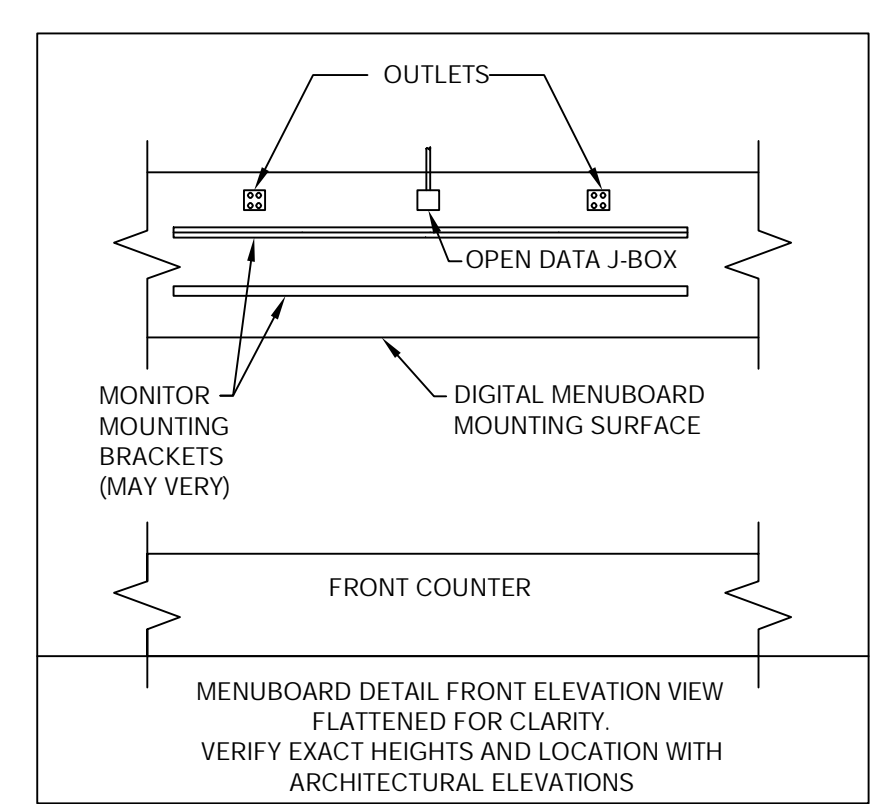 OUTLETS
OPEN DATA J-BOX
MONITOR
MOUNTING
BRACKETS
(MAY VERY)
DIGITAL MENUBOARD
MOUNTING SURFACE
FRONT COUNTER
MENUBOARD DETAIL FRONT ELEVATION VIEW
FLATTENED FOR CLARITY.
VERIFY EXACT HEIGHTS AND LOCATION WITH
ARCHITECTURAL ELEVATIONS